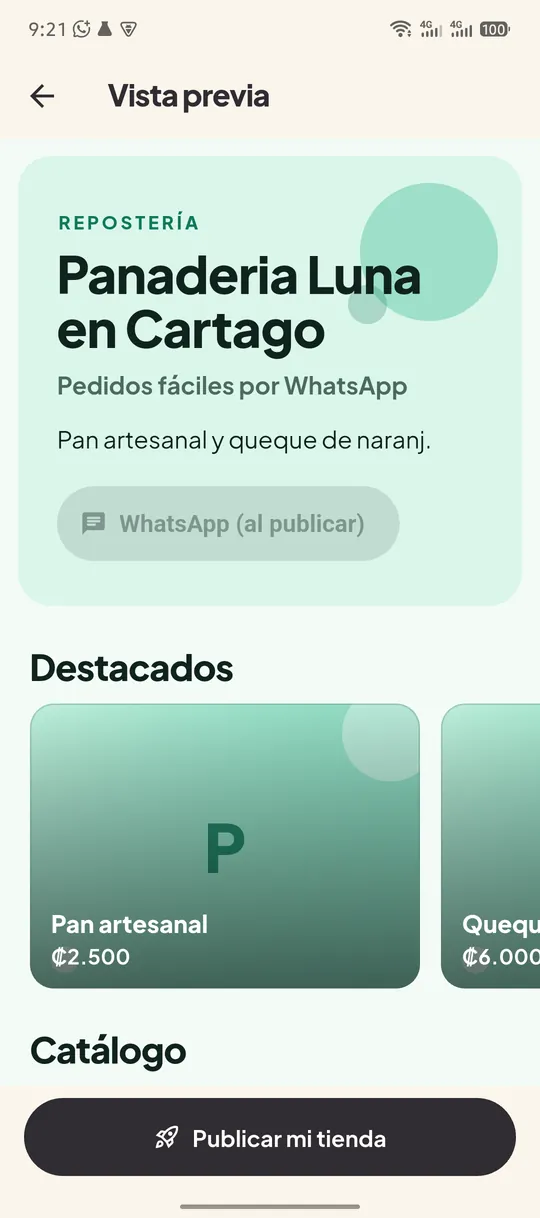 9:21
4G
4G
100
Vista previa
REPOSTERÍA
Panaderia Luna
en Cartago
Pedidos fáciles por WhatsApp
Pan artesanal y queque de naranj.
WhatsApp (al publicar)
Destacados
P
Pan artesanal
₡2.500
Quequ
₡6.000
Catálogo
Publicar mi tienda